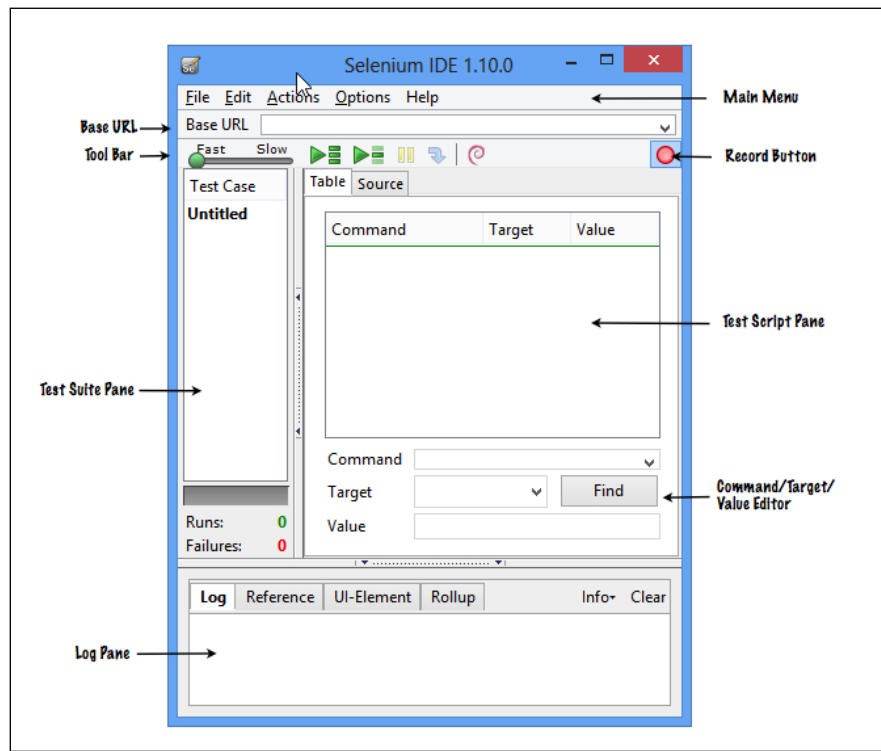 Selenium IDE 1.10.0
File Edit Actions Options Help
Main Menu
Base URL
Base URL
Tool Bar
Fast Slow
Record Button
Test Case
Table Source
Untitled
Command Target Value
Test Script Pane
Test Suite Pane
Command
Target
Find
Command/Target/
Value Editor
Value
Runs: 0
Failures: 0
Log Reference UI-Element Rollup Info Clear
Log Pane